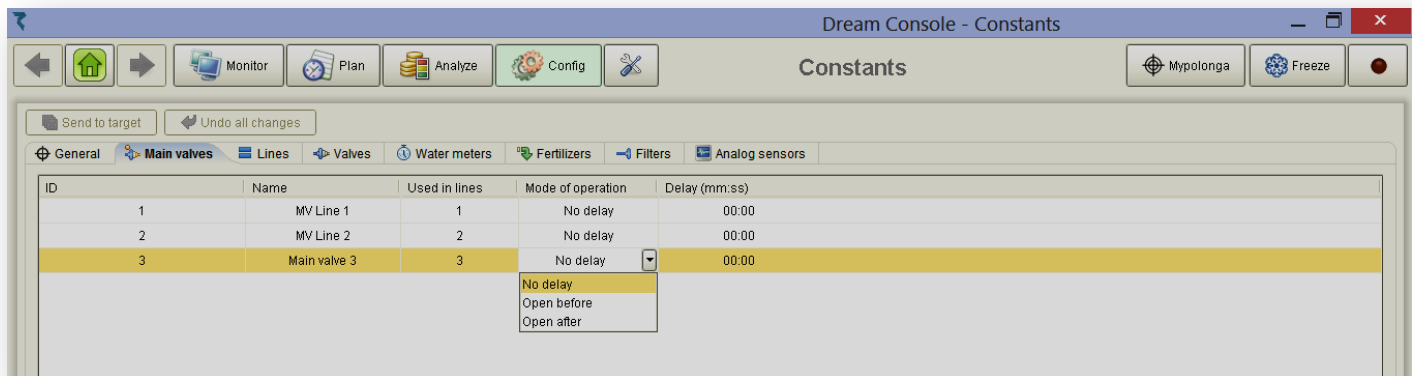 Dream Console - Constants
Monitor Plan Analyze Config Constants Mypolonga Freeze
Send to target Undo all changes
General Main valves Lines Valves Water meters Fertilizers Filters Analog sensors
ID Name Used in lines Mode of operation Delay (mm:ss)
1 MV Line 1 1 No delay 00:00
2 MV Line 2 2 No delay 00:00
3 Main valve 3 3 No delay 00:00
No delay
Open before
Open after